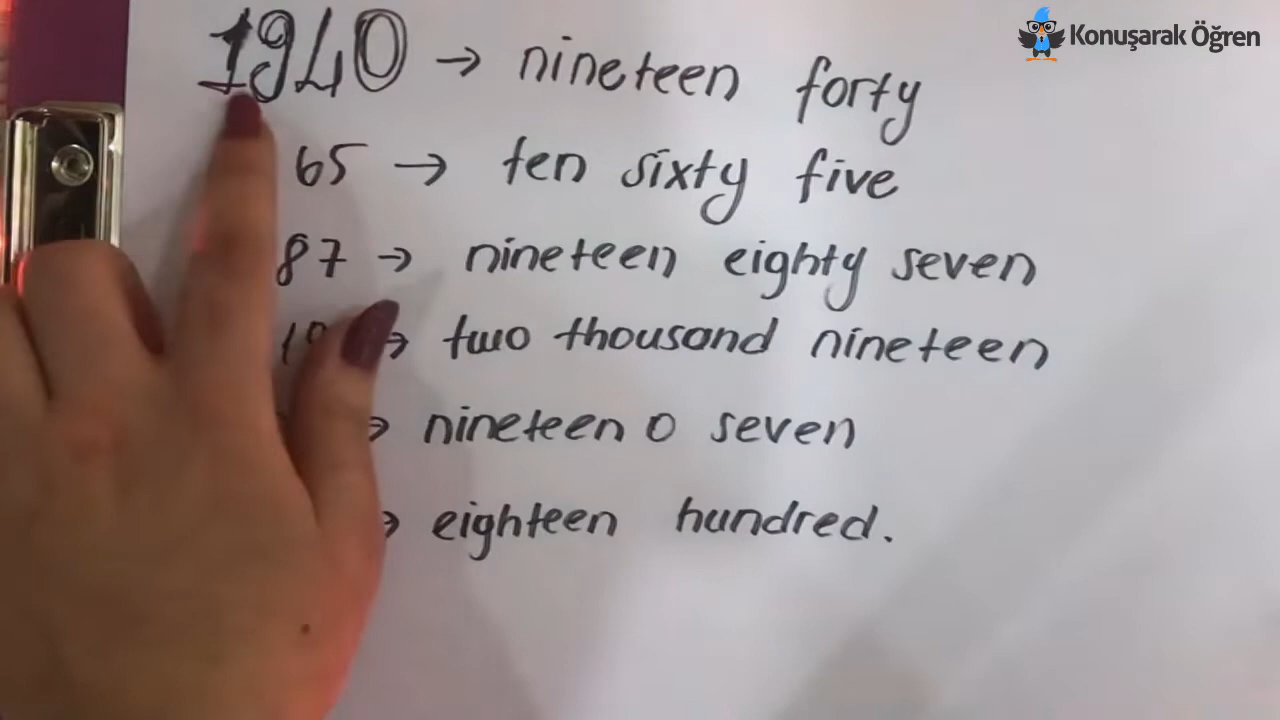 Konuşarak Öğren
1940 → nineteen forty
65 → ten sixty five
87 → nineteen eighty seven
→ two thousand nineteen
→ nineteen 0 seven
→ eighteen hundred.